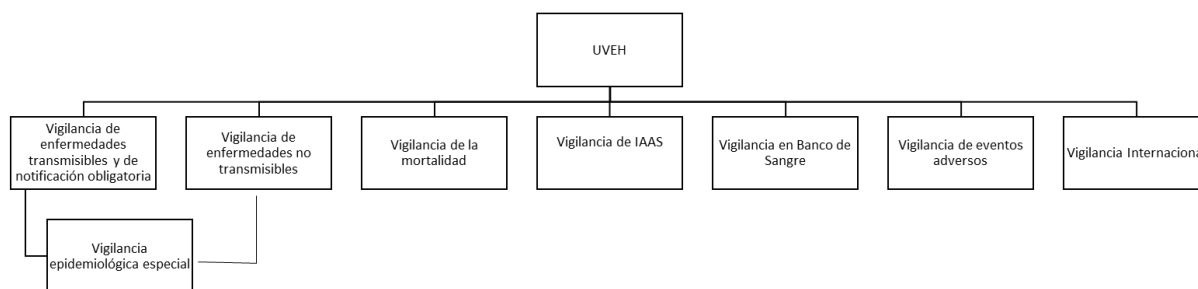 UVEH
Vigilancia de
enfermedades
transmisibles y de
notificación obligatoria
Vigilancia de
enfermedades no
transmisibles
Vigilancia de la
mortalidad
Vigilancia de IAAS
Vigilancia en Banco de
Sangre
Vigilancia de eventos
adversos
Vigilancia Internacional
Vigilancia
epidemiológica especial